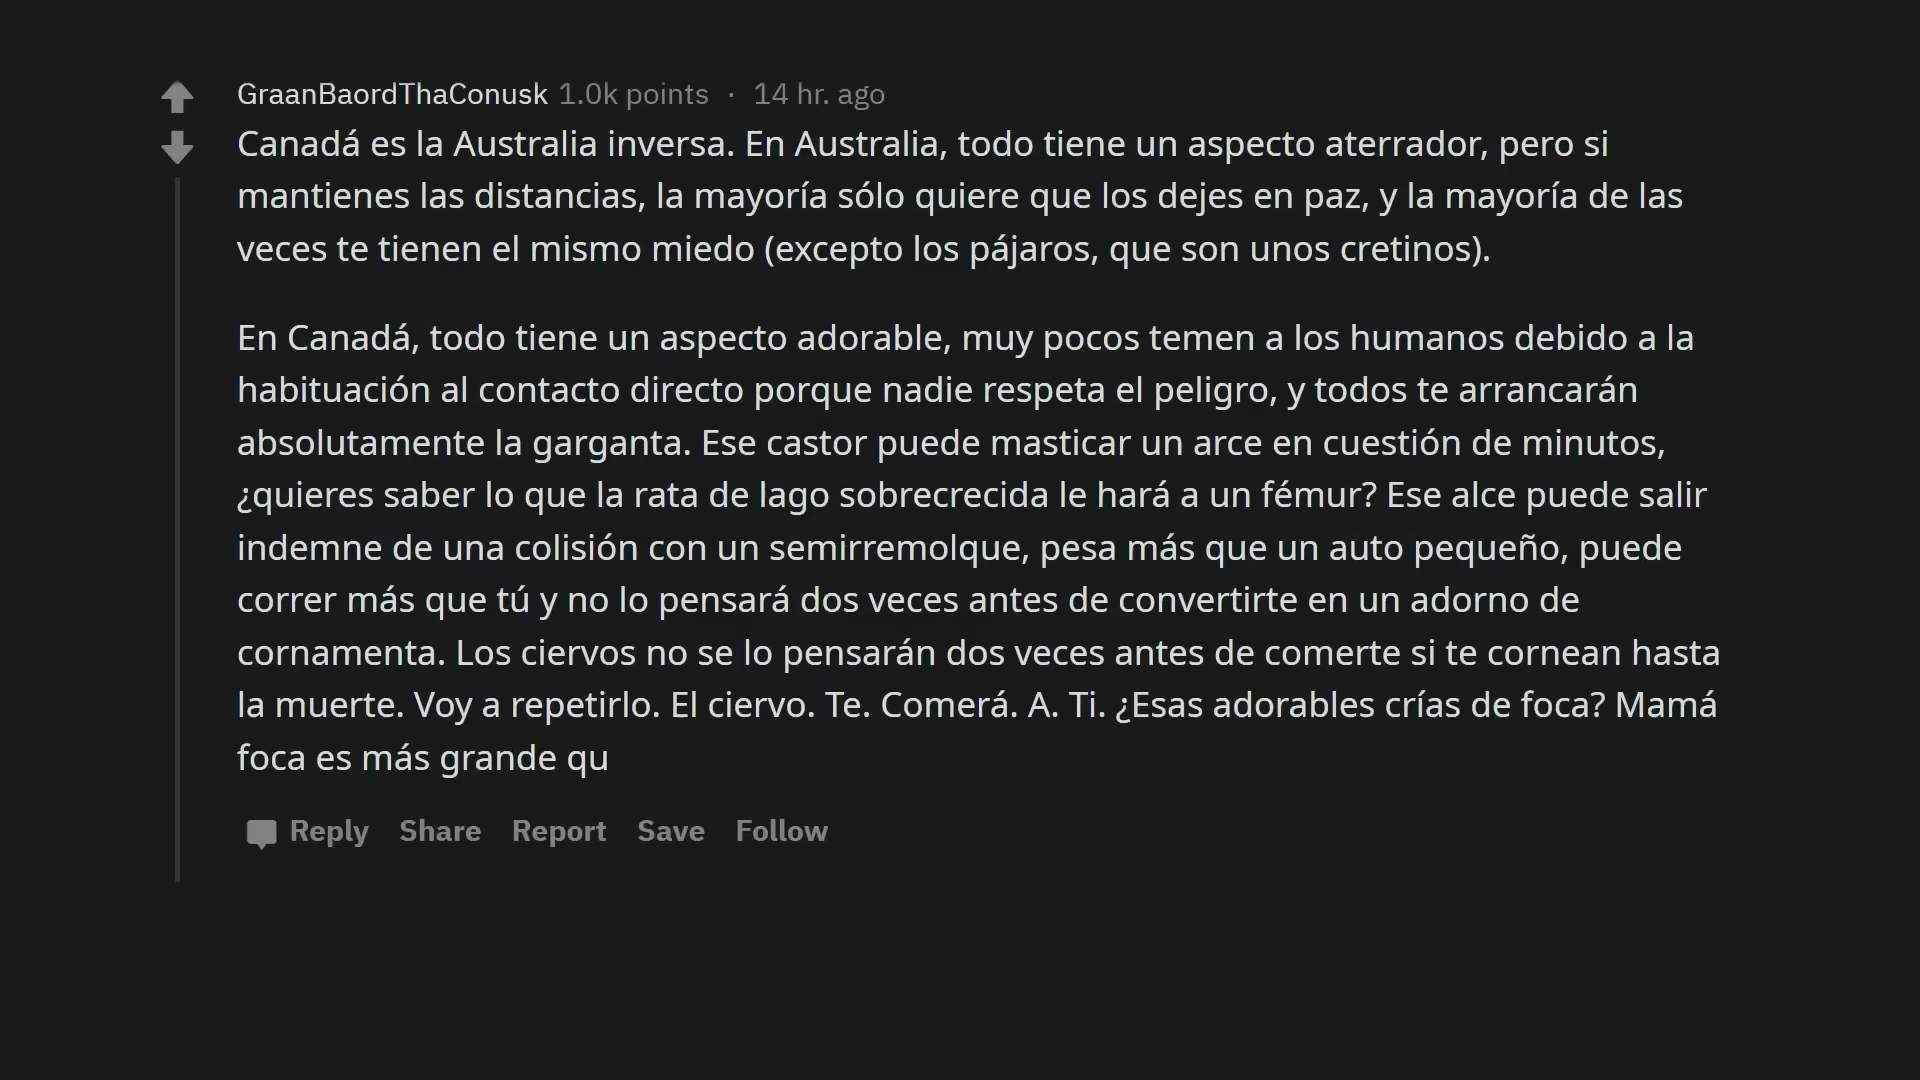 GraanBaordThaConusk 1.0k points · 14 hr. ago
Canadá es la Australia inversa. En Australia, todo tiene un aspecto aterrador, pero si
mantienes las distancias, la mayoría sólo quiere que los dejes en paz, y la mayoría de las
veces te tienen el mismo miedo (excepto los pájaros, que son unos cretinos).
En Canadá, todo tiene un aspecto adorable, muy pocos temen a los humanos debido a la
habituación al contacto directo porque nadie respeta el peligro, y todos te arrancarán
absolutamente la garganta. Ese castor puede masticar un arce en cuestión de minutos,
¿quieres saber lo que la rata de lago sobrecrecida le hará a un fémur? Ese alce puede salir
indemne de una colisión con un semirremolque, pesa más que un auto pequeño, puede
correr más que tú y no lo pensará dos veces antes de convertirte en un adorno de
cornamenta. Los ciervos no se lo pensarán dos veces antes de comerte si te cornean hasta
la muerte. Voy a repetirlo. El ciervo. Te. Comerá. A. Ti. ¿Esas adorables crías de foca? Mamá
foca es más grande qu
Reply Share Report Save Follow